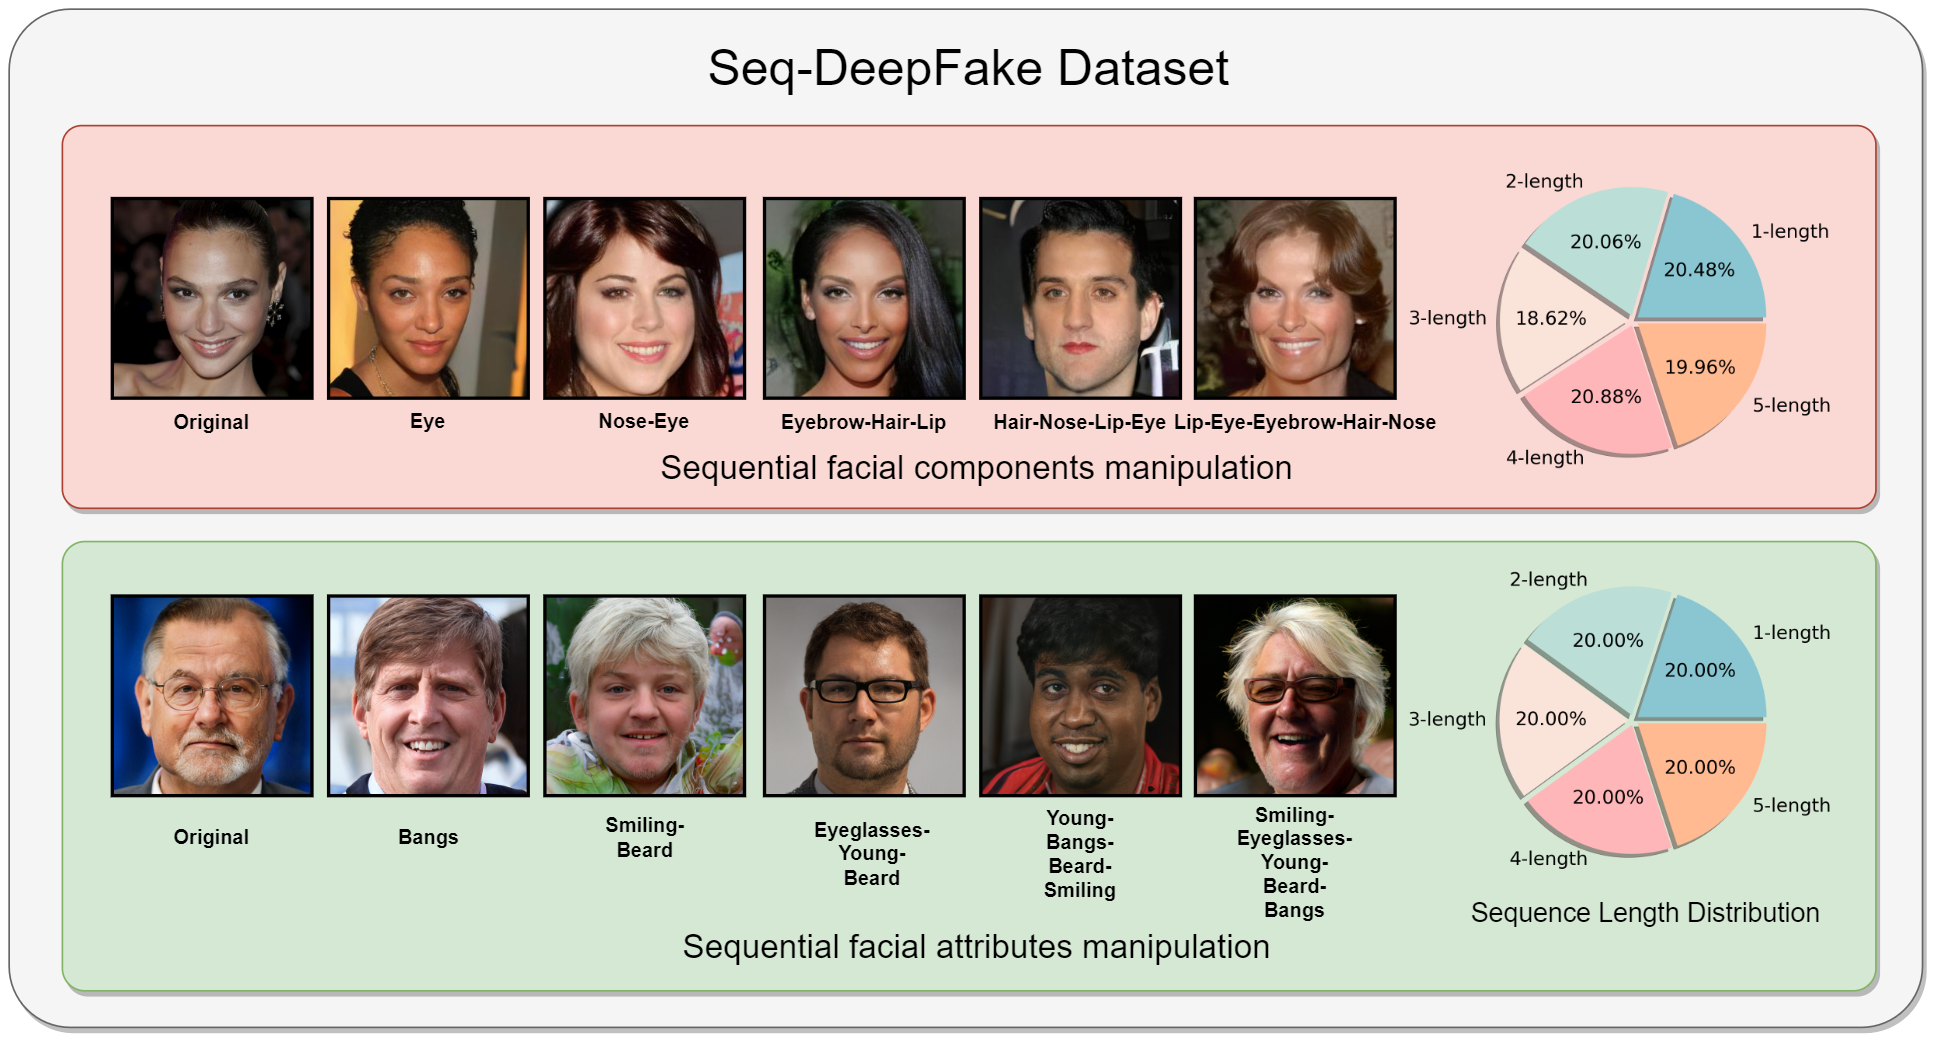 Seq-DeepFake Dataset
2-length
1-length
20.06%
20.48%
3-length
18.62%
19.96%
20.88%
5-length
4-length
Original
Eye
Nose-Eye
Eyebrow-Hair-Lip
Hair-Nose-Lip-Eye
Lip-Eye-Eyebrow-Hair-Nose
Sequential facial components manipulation
2-length
1-length
20.00%
20.00%
3-length
20.00%
20.00%
20.00%
5-length
4-length
Original
Bangs
Smiling-
Beard
Eyeglasses-
Young-
Beard
Young-
Bangs-
Beard-
Smiling
Smiling-
Eyeglasses-
Young-
Beard-
Bangs
Sequence Length Distribution
Sequential facial attributes manipulation